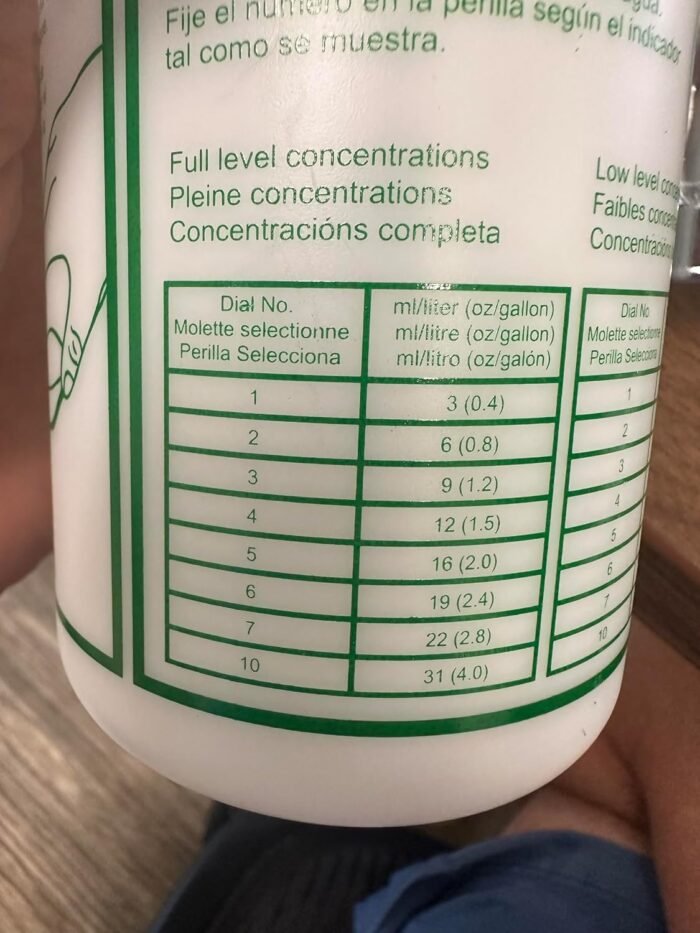 gua.
Fije el número en la perilla según el indicador
tal como se muestra.
Full level concentrations
Pleine concentrations
Concentracións completa
Dial No. ml/liter (oz/gallon)
Molette selectionne ml/litre (oz/gallon)
Perilla Selecciona ml/litro (oz/galón)
1 3 (0.4)
2 6 (0.8)
3 9 (1.2)
4 12 (1.5)
5 16 (2.0)
6 19 (2.4)
7 22 (2.8)
10 31 (4.0)
Low level
Faibles
Dial No
Molette selectionne
Perilla Selecciona
1
2
3
4
5
6
7
10